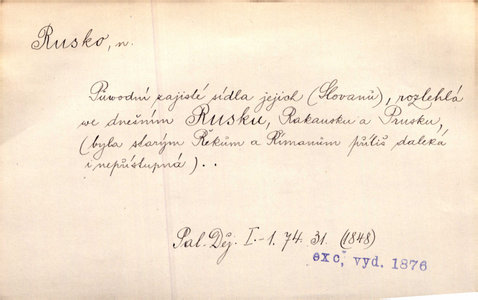 Rusko, n.
Původní zajisté sídla jejich (Slovanů), rozlehlá
we dnešním Rusku, Rakousku a Prusku,
(byla starým Řekům a Římanům příliš daleká
i nepřístupná) . .
Pal. Děj. I.-1. 74. 31. (1848)
exc. vyd. 1876